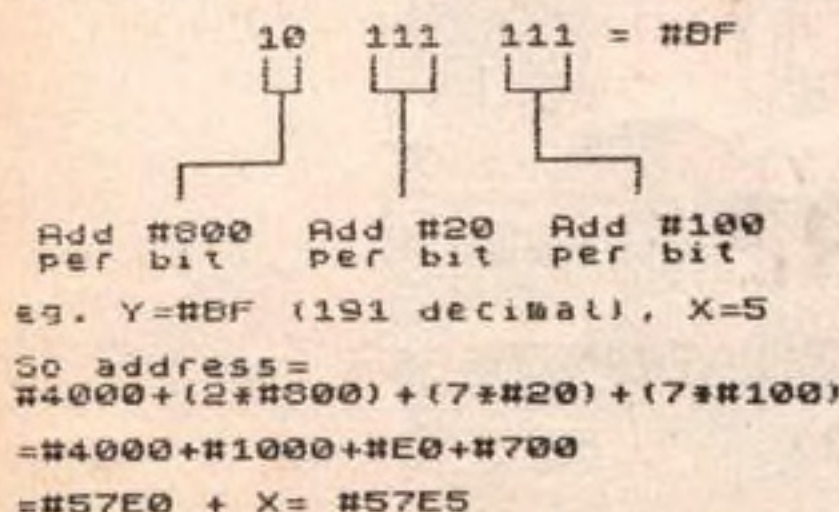 10 111 111 = #BF
Add #800 Add #20 Add #100
per bit per bit per bit
eg. Y=#BF (191 decimal), X=5
So address=
#4000+(2*#800)+(7*#20)+(7*#100)
=#4000+#1000+#E0+#700
=#57E0 + X= #57E5